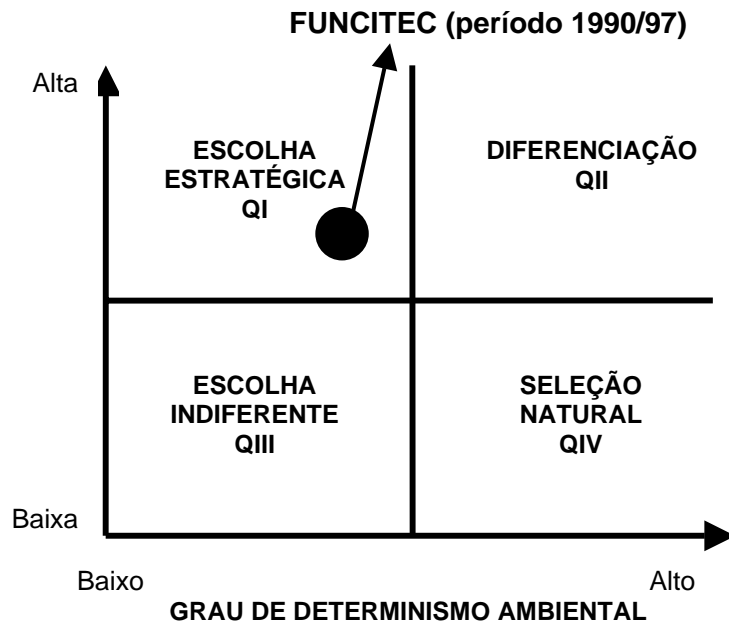 FUNCITEC (período 1990/97)
Alta
ESCOLHA
ESTRATÉGICA
QI
DIFERENCIAÇÃO
QII
ESCOLHA
INDIFERENTE
QIII
SELEÇÃO
NATURAL
QIV
Baixa
Baixo
Alto
GRAU DE DETERMINISMO AMBIENTAL